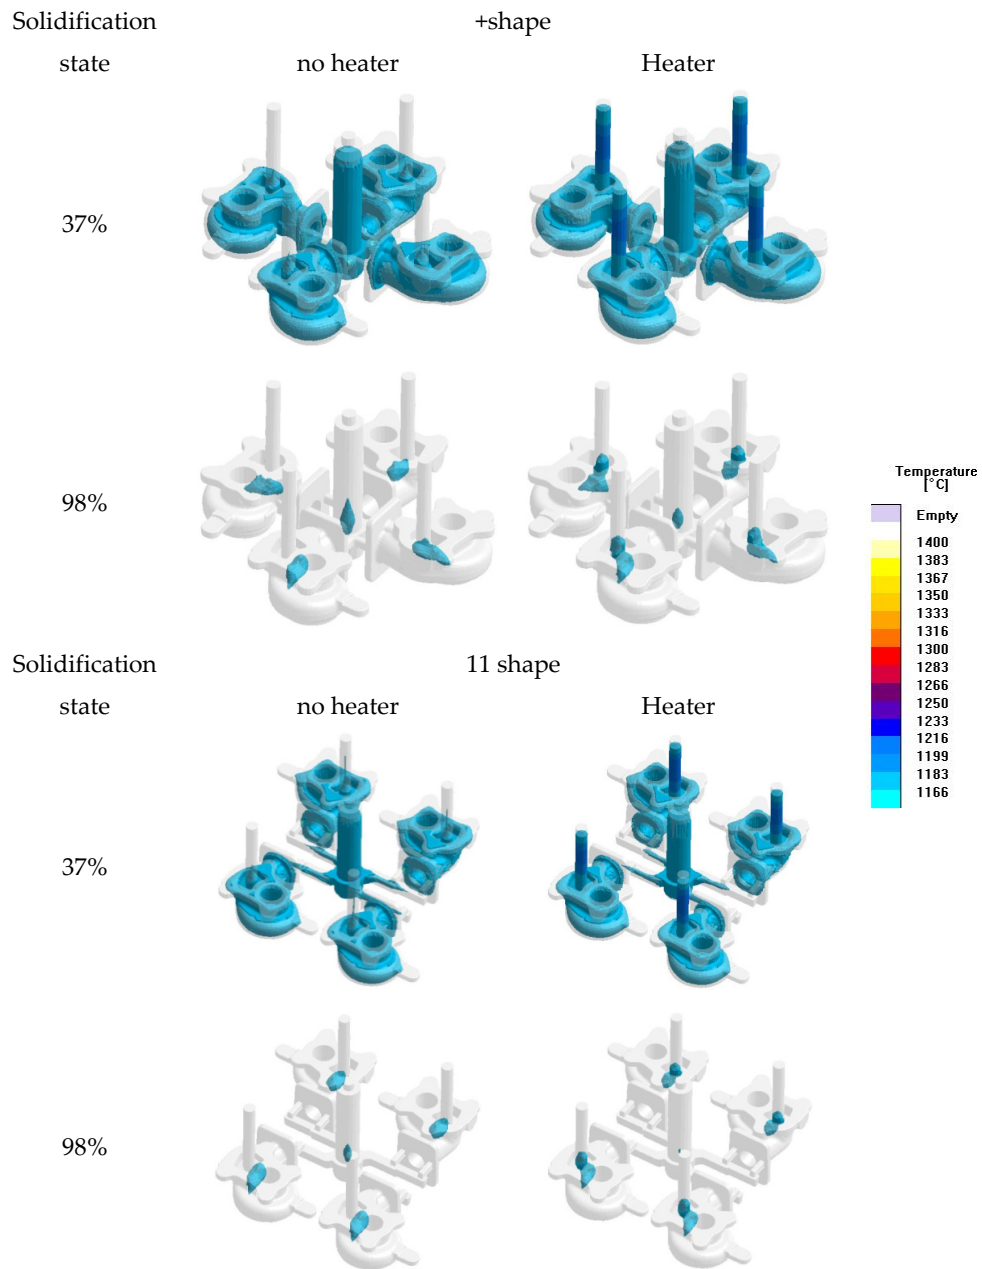 Solidification +shape
state no heater Heater
37%
98%
Temperature
[°C]
Empty
1400
1383
1367
1350
1333
1316
1300
1283
1266
1250
1233
1216
1199
1183
1166
Solidification 11 shape
state no heater Heater
37%
98%